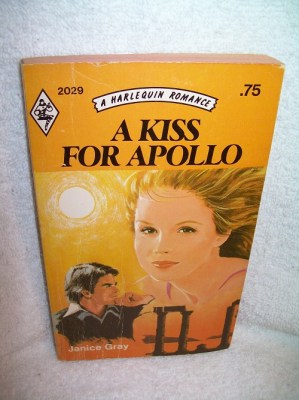 2029
A HARLEQUIN ROMANCE
.75
A KISS
FOR APOLLO
Janice Gray